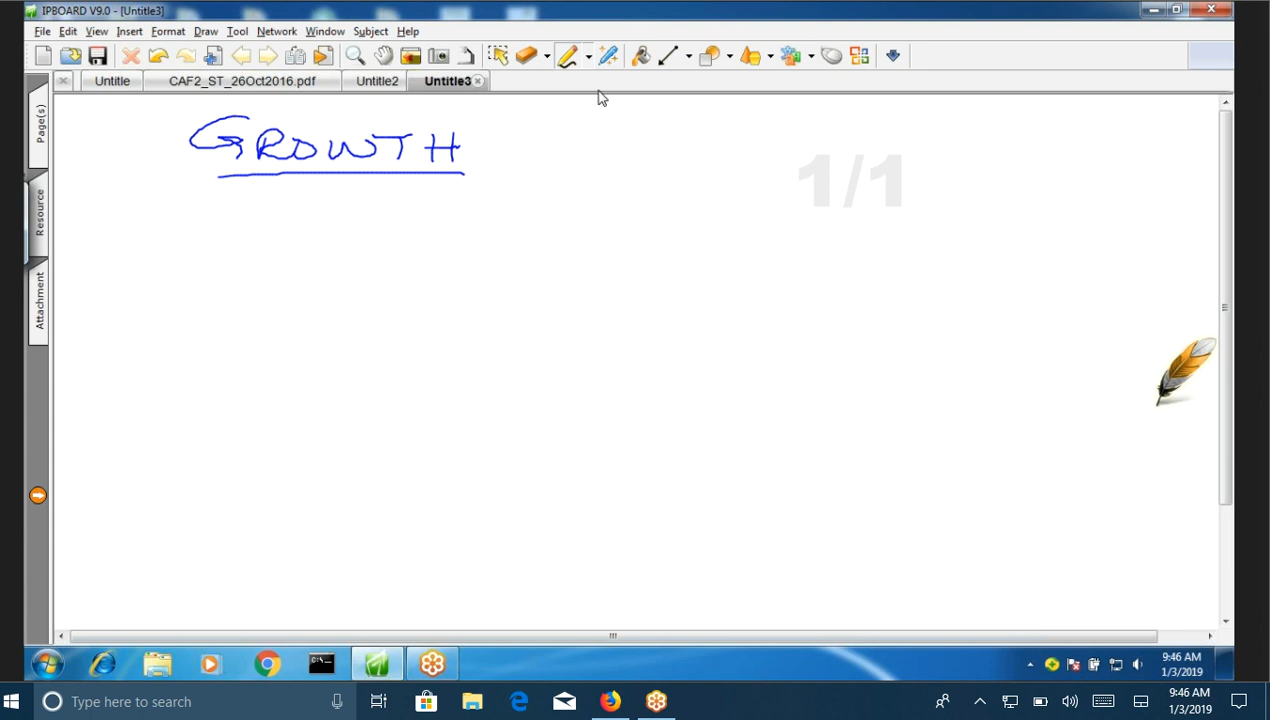 IPBOARD V9.0 - [Untitle3]
File Edit View Insert Format Draw Tool Network Window Subject Help
Untitle CAF2_ST_26Oct2016.pdf Untitle2 Untitle3
Page(s)
Resource
Attachment
GROWTH
1/1
9:46 AM
1/3/2019
Type here to search
9:46 AM
1/3/2019